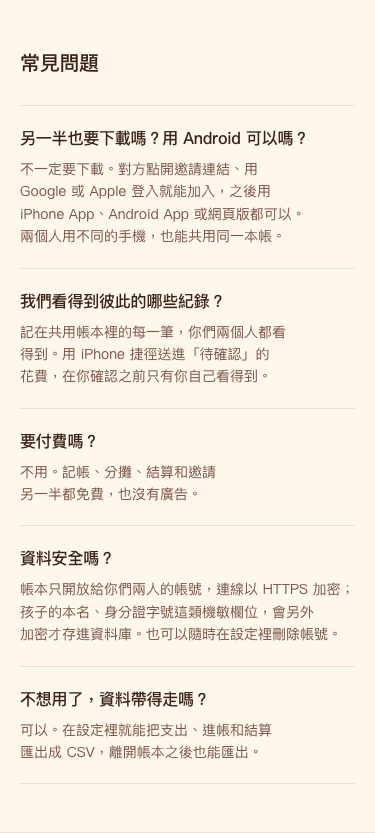 常見問題
另一半也要下載嗎？用 Android 可以嗎？
不一定要下載。對方點開邀請連結、用
Google 或 Apple 登入就能加入，之後用
iPhone App、Android App 或網頁版都可以。
兩個人用不同的手機，也能共用同一本帳。
我們看得到彼此的哪些紀錄？
記在共用帳本裡的每一筆，你們兩個人都看
得到。用 iPhone 捷徑送進「待確認」的
花費，在你確認之前只有你自己看得到。
要付費嗎？
不用。記帳、分攤、結算和邀請
另一半都免費，也沒有廣告。
資料安全嗎？
帳本只開放給你們兩人的帳號，連線以 HTTPS 加密；
孩子的本名、身分證字號這類機敏欄位，會另外
加密才存進資料庫。也可以隨時在設定裡刪除帳號。
不想用了，資料帶得走嗎？
可以。在設定裡就能把支出、進帳和結算
匯出成 CSV，離開帳本之後也能匯出。